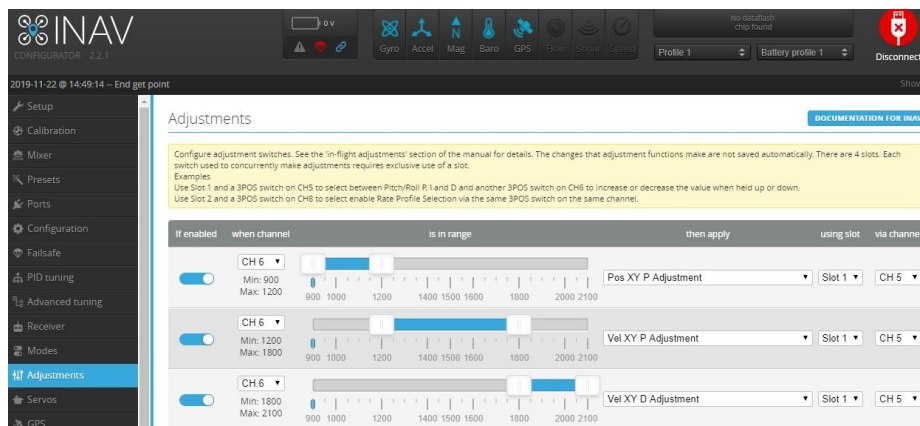 INAV
CONFIGURATOR 2.2.1
0 V
Gyro Accel Mag Baro GPS Flow Sonar Speed
No dataflash
chip found
Profile 1
Battery profile 1
Disconnect
2019-11-22 @ 14:49:14 -- End get point
Show
Setup
Calibration
Mixer
Presets
Ports
Configuration
Failsafe
PID tuning
Advanced tuning
Receiver
Modes
Adjustments
Servos
GPS
Adjustments
DOCUMENTATION FOR INAV
Configure adjustment switches. See the 'in-flight adjustments' section of the manual for details. The changes that adjustment functions make are not saved automatically. There are 4 slots. Each
switch used to concurrently make adjustments requires exclusive use of a slot.
Examples
Use Slot 1 and a 3POS switch on CH5 to select between Pitch/Roll P, I and D and another 3POS switch on CH6 to increase or decrease the value when held up or down.
Use Slot 2 and a 3POS switch on CH8 to select enable Rate Profile Selection via the same 3POS switch on the same channel.
If enabled when channel is in range then apply using slot via channe
CH 6
Min: 900
Max: 1200
900 1000 1200 1400 1500 1600 1800 2000 2100
Pos XY P Adjustment
Slot 1
CH 5
CH 6
Min: 1200
Max: 1800
900 1000 1200 1400 1500 1600 1800 2000 2100
Vel XY P Adjustment
Slot 1
CH 5
CH 6
Min: 1800
Max: 2100
900 1000 1200 1400 1500 1600 1800 2000 2100
Vel XY D Adjustment
Slot 1
CH 5